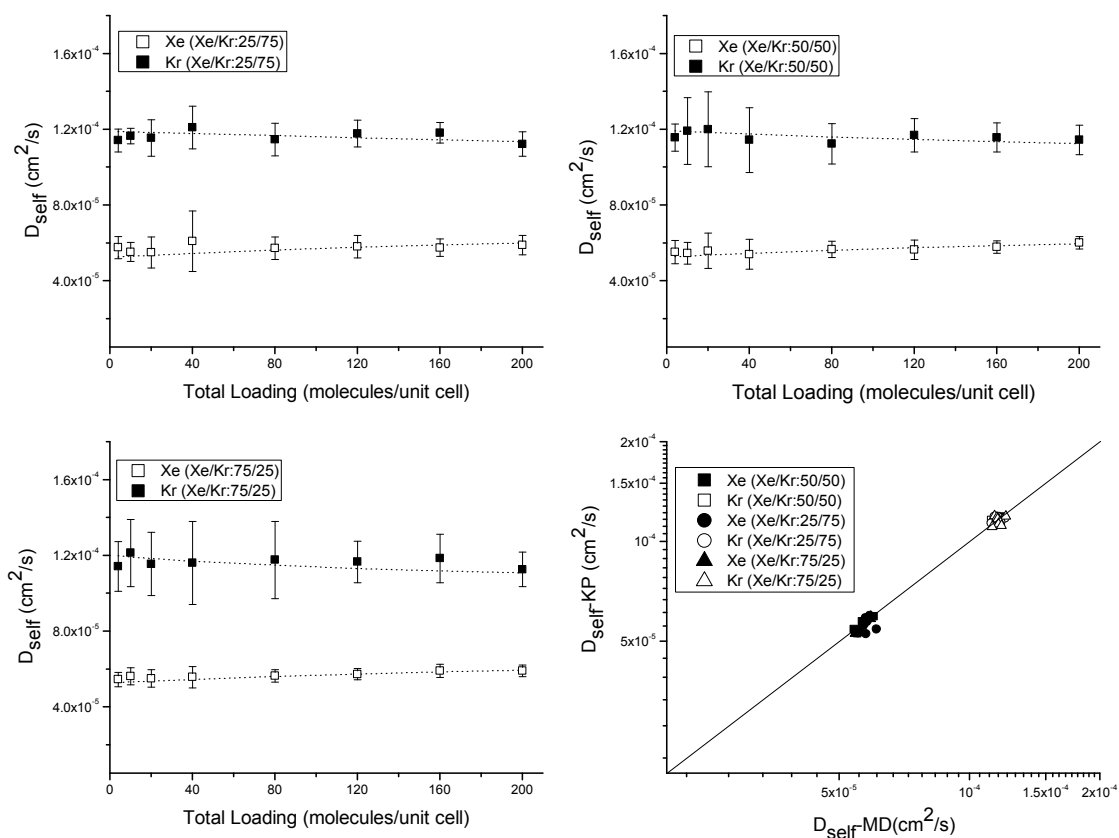 Xe (Xe/Kr:25/75)
Kr (Xe/Kr:25/75)
1.6x10⁻⁴
1.2x10⁻⁴
8.0x10⁻⁵
4.0x10⁻⁵
D_self (cm²/s)
0 40 80 120 160 200
Total Loading (molecules/unit cell)
Xe (Xe/Kr:50/50)
Kr (Xe/Kr:50/50)
1.6x10⁻⁴
1.2x10⁻⁴
8.0x10⁻⁵
4.0x10⁻⁵
D_self (cm²/s)
0 40 80 120 160 200
Total Loading (molecules/unit cell)
Xe (Xe/Kr:75/25)
Kr (Xe/Kr:75/25)
1.6x10⁻⁴
1.2x10⁻⁴
8.0x10⁻⁵
4.0x10⁻⁵
D_self (cm²/s)
0 40 80 120 160 200
Total Loading (molecules/unit cell)
Xe (Xe/Kr:50/50)
Kr (Xe/Kr:50/50)
Xe (Xe/Kr:25/75)
Kr (Xe/Kr:25/75)
Xe (Xe/Kr:75/25)
Kr (Xe/Kr:75/25)
2x10⁻⁴
1.5x10⁻⁴
10⁻⁴
5x10⁻⁵
D_self-KP (cm²/s)
5x10⁻⁵ 10⁻⁴ 1.5x10⁻⁴ 2x10⁻⁴
D_self-MD(cm²/s)